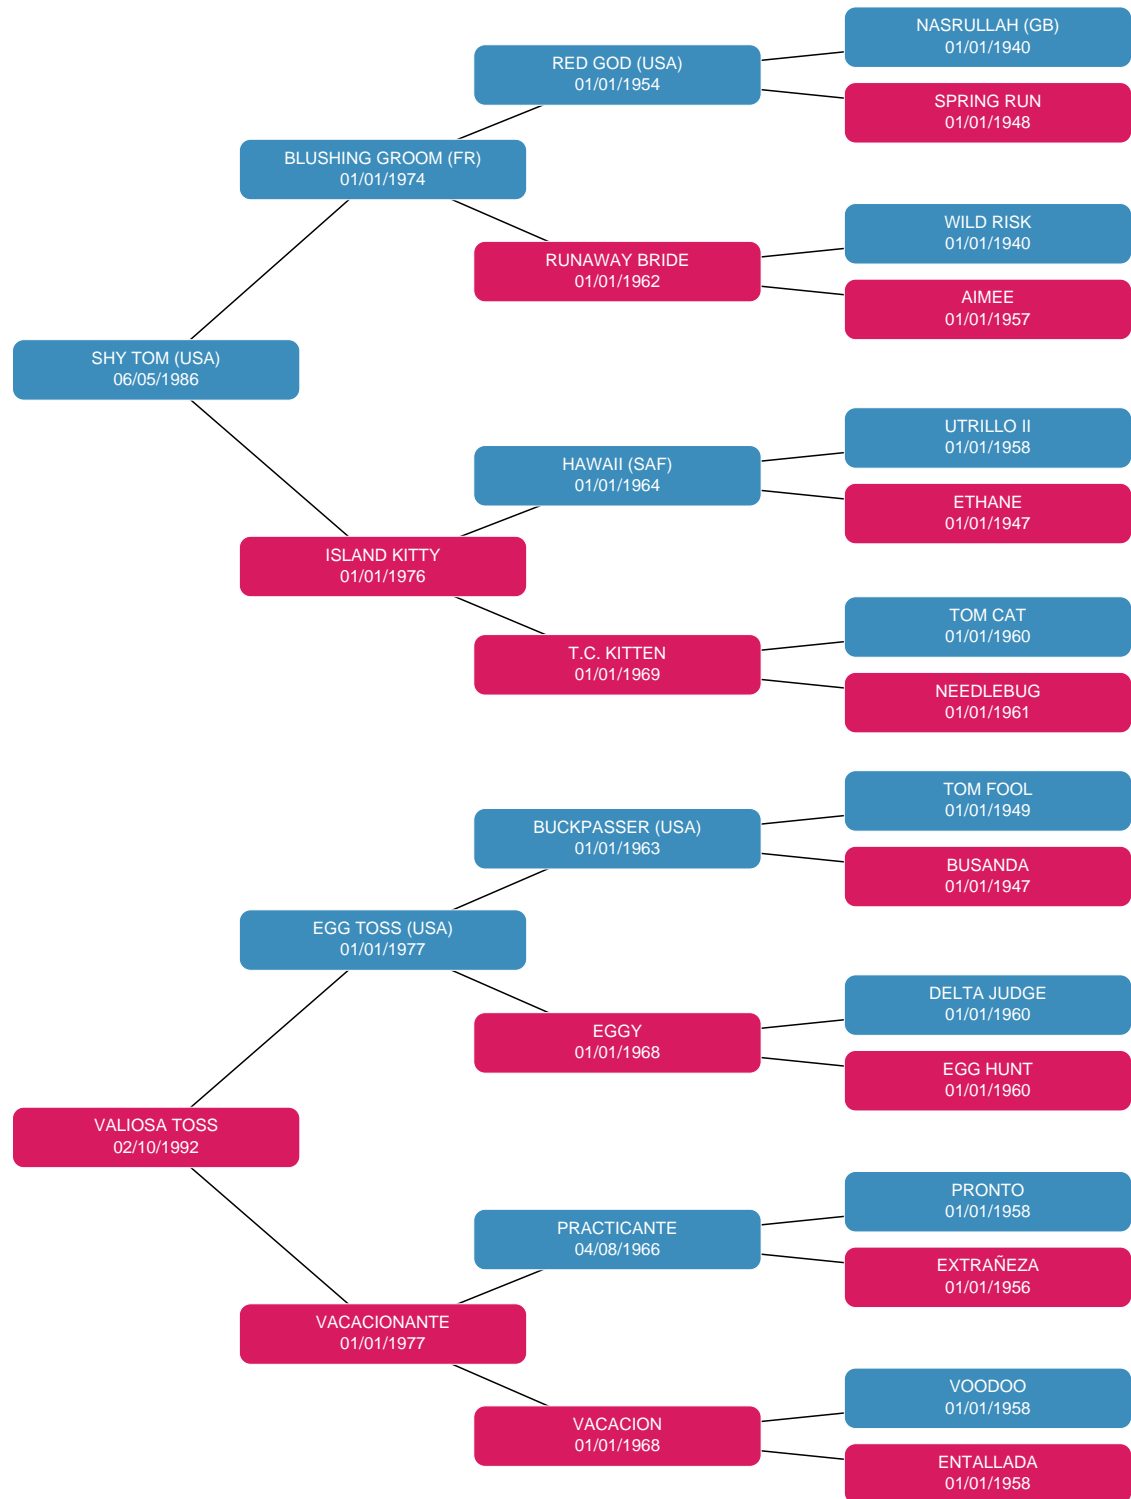 NASRULLAH (GB)
01/01/1940
RED GOD (USA)
01/01/1954
SPRING RUN
01/01/1948
BLUSHING GROOM (FR)
01/01/1974
WILD RISK
01/01/1940
RUNAWAY BRIDE
01/01/1962
AIMEE
01/01/1957
SHY TOM (USA)
06/05/1986
UTRILLO II
01/01/1958
HAWAII (SAF)
01/01/1964
ETHANE
01/01/1947
ISLAND KITTY
01/01/1976
TOM CAT
01/01/1960
T.C. KITTEN
01/01/1969
NEEDLEBUG
01/01/1961
TOM FOOL
01/01/1949
BUCKPASSER (USA)
01/01/1963
BUSANDA
01/01/1947
EGG TOSS (USA)
01/01/1977
DELTA JUDGE
01/01/1960
EGGY
01/01/1968
EGG HUNT
01/01/1960
VALIOSA TOSS
02/10/1992
PRONTO
01/01/1958
PRACTICANTE
04/08/1966
EXTRAÑEZA
01/01/1956
VACACIONANTE
01/01/1977
VOODOO
01/01/1958
VACACION
01/01/1968
ENTALLADA
01/01/1958